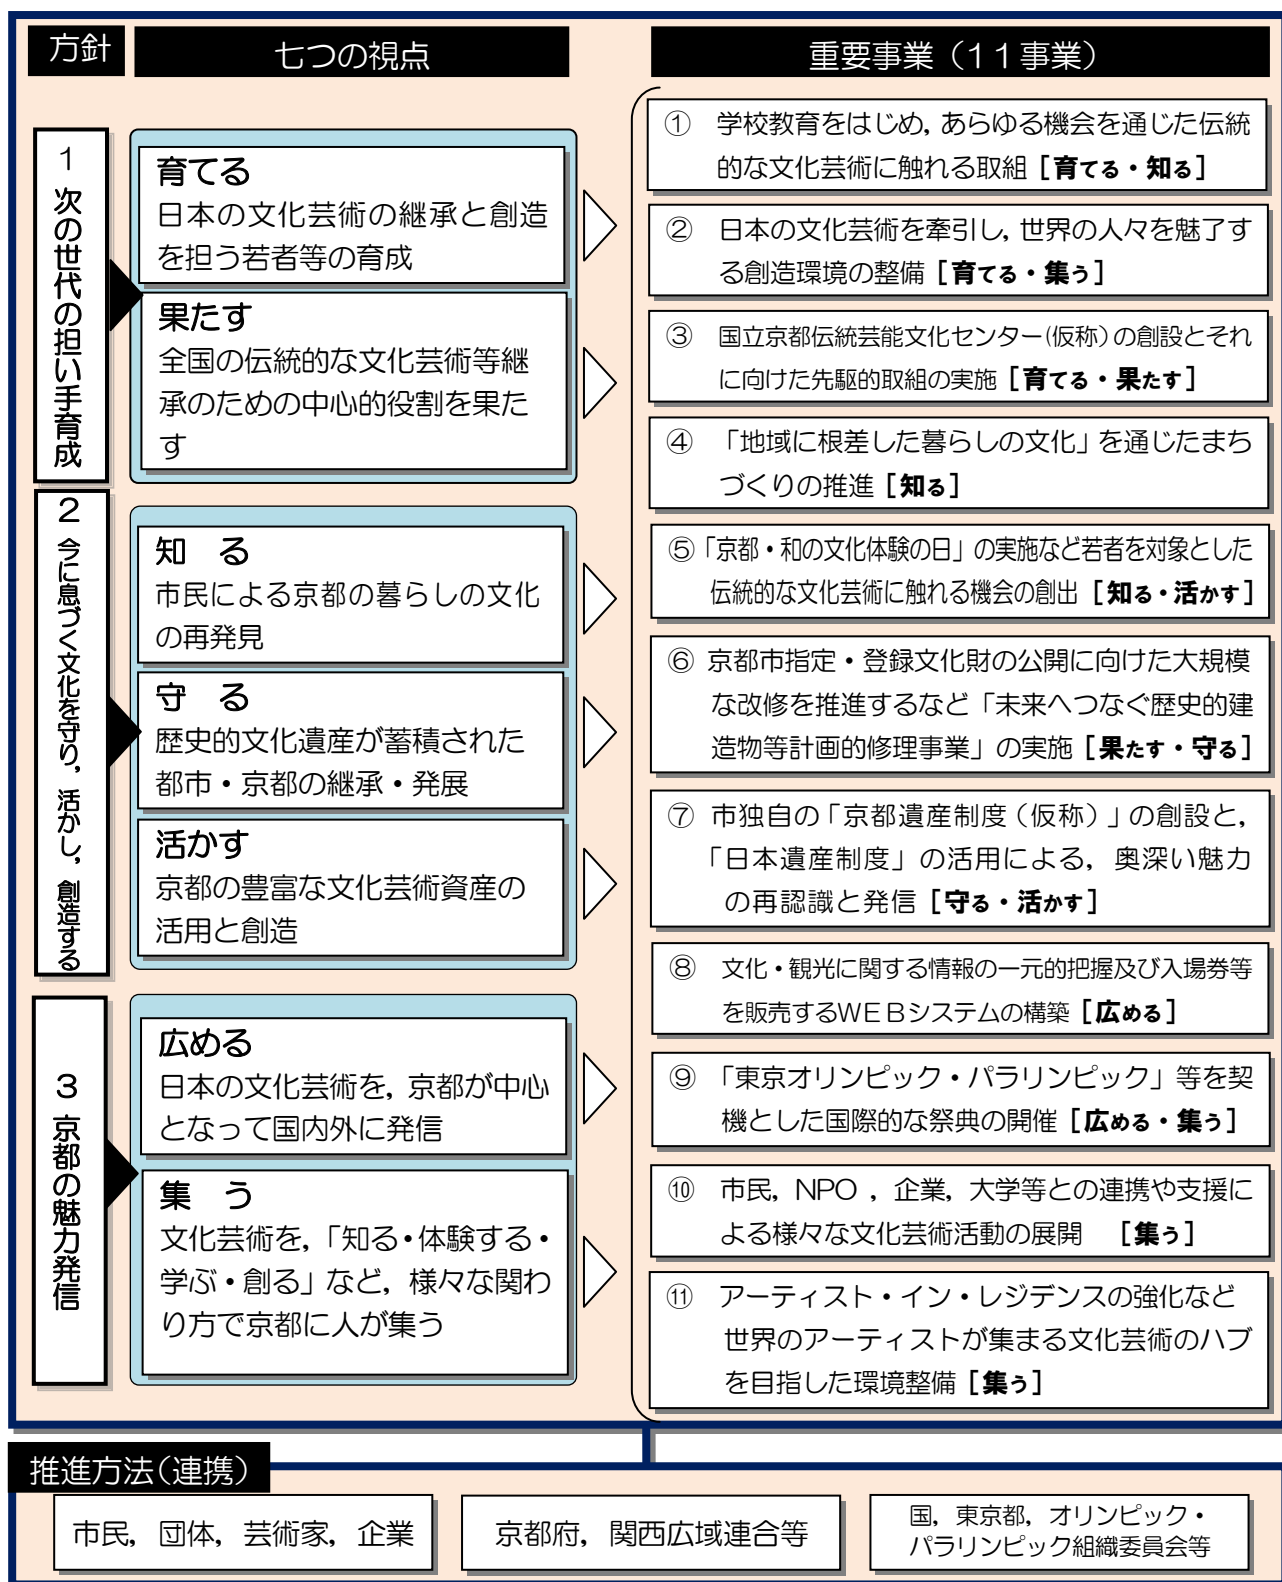 方針
七つの視点
重要事業（１１事業）
1 次の世代の担い手育成
育てる
日本の文化芸術の継承と創造
を担う若者等の育成
果たす
全国の伝統的な文化芸術等継
承のための中心的役割を果た
す
2 今に息づく文化を守り，活かし，創造する
知　る
市民による京都の暮らしの文化
の再発見
守　る
歴史的文化遺産が蓄積された
都市・京都の継承・発展
活かす
京都の豊富な文化芸術資産の
活用と創造
3 京都の魅力発信
広める
日本の文化芸術を，京都が中心
となって国内外に発信
集　う
文化芸術を，「知る・体験する・
学ぶ・創る」など，様々な関わ
り方で京都に人が集う
①　学校教育をはじめ，あらゆる機会を通じた伝統
的な文化芸術に触れる取組［育てる・知る］
②　日本の文化芸術を牽引し，世界の人々を魅了す
る創造環境の整備［育てる・集う］
③　国立京都伝統芸能文化センター（仮称）の創設とそれ
に向けた先駆的取組の実施［育てる・果たす］
④　「地域に根差した暮らしの文化」を通じたまち
づくりの推進［知る］
⑤「京都・和の文化体験の日」の実施など若者を対象とした
伝統的な文化芸術に触れる機会の創出［知る・活かす］
⑥　京都市指定・登録文化財の公開に向けた大規模
な改修を推進するなど「未来へつなぐ歴史的建
造物等計画的修理事業」の実施［果たす・守る］
⑦　市独自の「京都遺産制度（仮称）」の創設と，
「日本遺産制度」の活用による，奥深い魅力
の再認識と発信［守る・活かす］
⑧　文化・観光に関する情報の一元的把握及び入場券等
を販売するＷＥＢシステムの構築［広める］
⑨　「東京オリンピック・パラリンピック」等を契
機とした国際的な祭典の開催［広める・集う］
⑩　市民，NPO ，企業，大学等との連携や支援に
よる様々な文化芸術活動の展開　［集う］
⑪　アーティスト・イン・レジデンスの強化など
世界のアーティストが集まる文化芸術のハブ
を目指した環境整備［集う］
推進方法（連携）
市民，団体，芸術家，企業
京都府，関西広域連合等
国，東京都，オリンピック・
パラリンピック組織委員会等